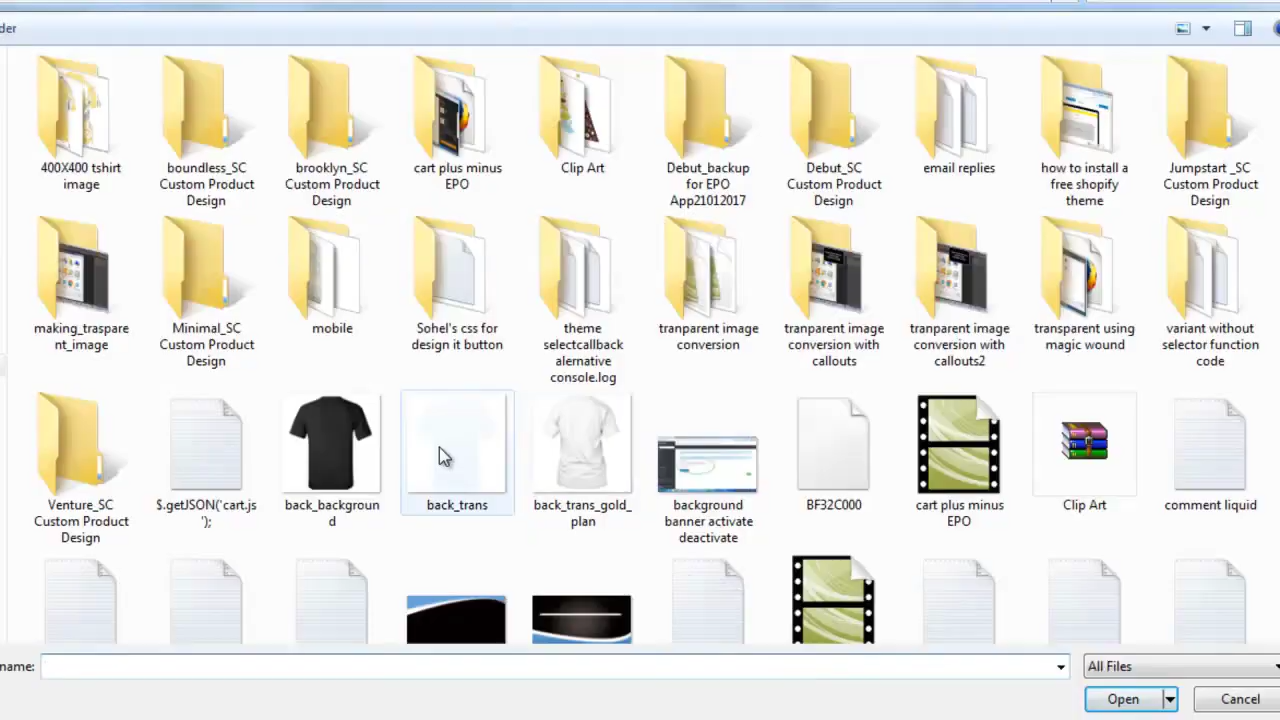 der
400X400 tshirt
image
boundless_SC
Custom Product
Design
brooklyn_SC
Custom Product
Design
cart plus minus
EPO
Clip Art
Debut_backup
for EPO
App21012017
Debut_SC
Custom Product
Design
email replies
how to install a
free shopify
theme
Jumpstart _SC
Custom Product
Design
making_traspare
nt_image
Minimal_SC
Custom Product
Design
mobile
Sohel's css for
design it button
theme
selectcallback
alernative
console.log
tranparent image
conversion
tranparent image
conversion with
callouts
tranparent image
conversion with
callouts2
transparent using
magic wound
variant without
selector function
code
Venture_SC
Custom Product
Design
$.getJSON('cart.js
');
back_backgroun
d
back_trans
back_trans_gold_
plan
background
banner activate
deactivate
BF32C000
cart plus minus
EPO
Clip Art
comment liquid
name:
All Files
Open
Cancel